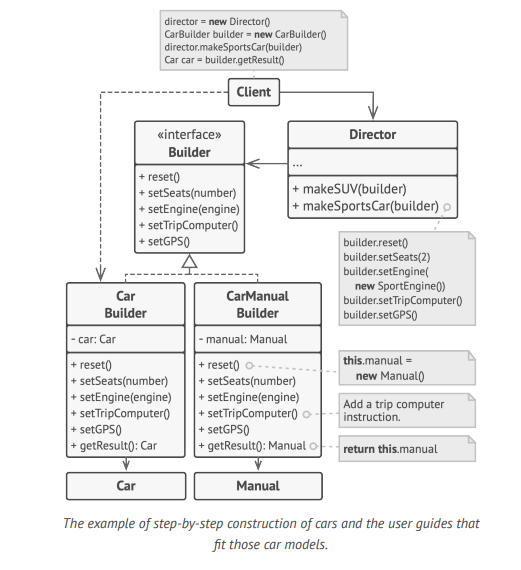 director = new Director()
CarBuilder builder = new CarBuilder()
director.makeSportsCar(builder)
Car car = builder.getResult()
Client
«interface»
Builder
+ reset()
+ setSeats(number)
+ setEngine(engine)
+ setTripComputer()
+ setGPS()
Director
...
+ makeSUV(builder)
+ makeSportsCar(builder)
builder.reset()
builder.setSeats(2)
builder.setEngine(
new SportEngine())
builder.setTripComputer()
builder.setGPS()
Car
Builder
- car: Car
+ reset()
+ setSeats(number)
+ setEngine(engine)
+ setTripComputer()
+ setGPS()
+ getResult(): Car
CarManual
Builder
- manual: Manual
+ reset()
+ setSeats(number)
+ setEngine(engine)
+ setTripComputer()
+ setGPS()
+ getResult(): Manual
this.manual =
new Manual()
Add a trip computer
instruction.
return this.manual
Car
Manual
The example of step-by-step construction of cars and the user guides that
fit those car models.